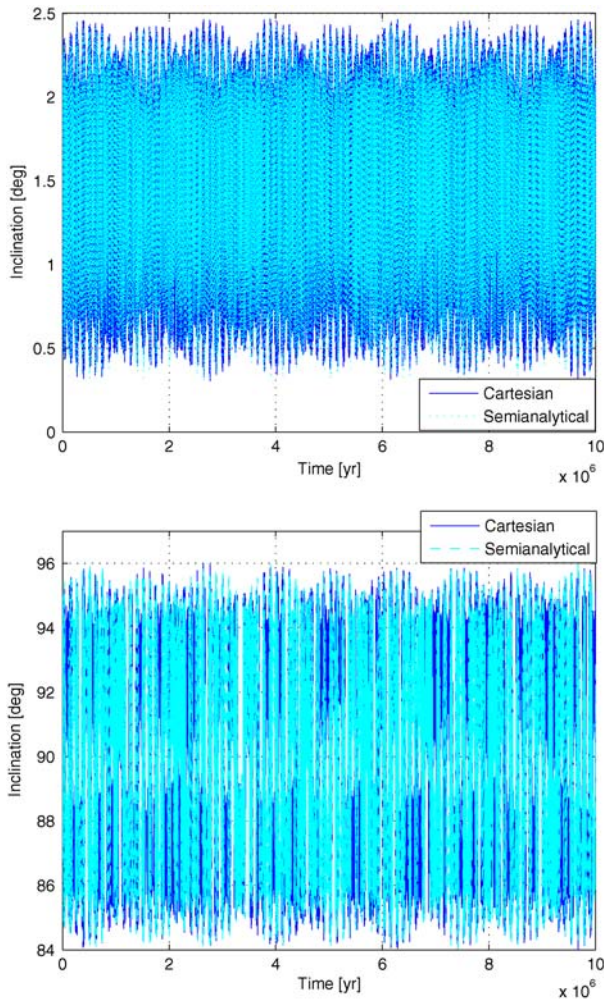 2.5
2
1.5
1
0.5
0
Inclination [deg]
Cartesian
Semianalytical
0 2 4 6 8 10
Time [yr]
x 10^6
Cartesian
Semianalytical
96
94
92
90
88
86
84
Inclination [deg]
0 2 4 6 8 10
Time [yr]
x 10^6